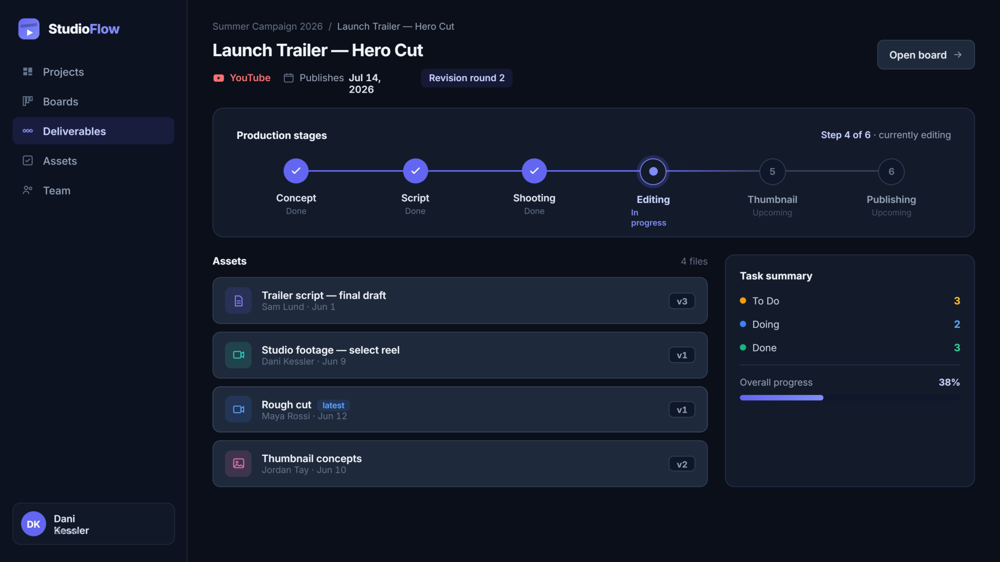 StudioFlow
Projects
Boards
Deliverables
Assets
Team
DK
Dani
Kessler
Summer Campaign 2026 / Launch Trailer — Hero Cut
Launch Trailer — Hero Cut
YouTube
Publishes Jul 14,
2026
Revision round 2
Open board →
Production stages
Step 4 of 6 · currently editing
5
6
Concept
Script
Shooting
Editing
Thumbnail
Publishing
Done
Done
Done
In
progress
Upcoming
Upcoming
Assets
4 files
Trailer script — final draft
Sam Lund · Jun 1
v3
Studio footage — select reel
Dani Kessler · Jun 9
v1
Rough cut latest
Maya Rossi · Jun 12
v1
Thumbnail concepts
Jordan Tay · Jun 10
v2
Task summary
To Do 3
Doing 2
Done 3
Overall progress 38%